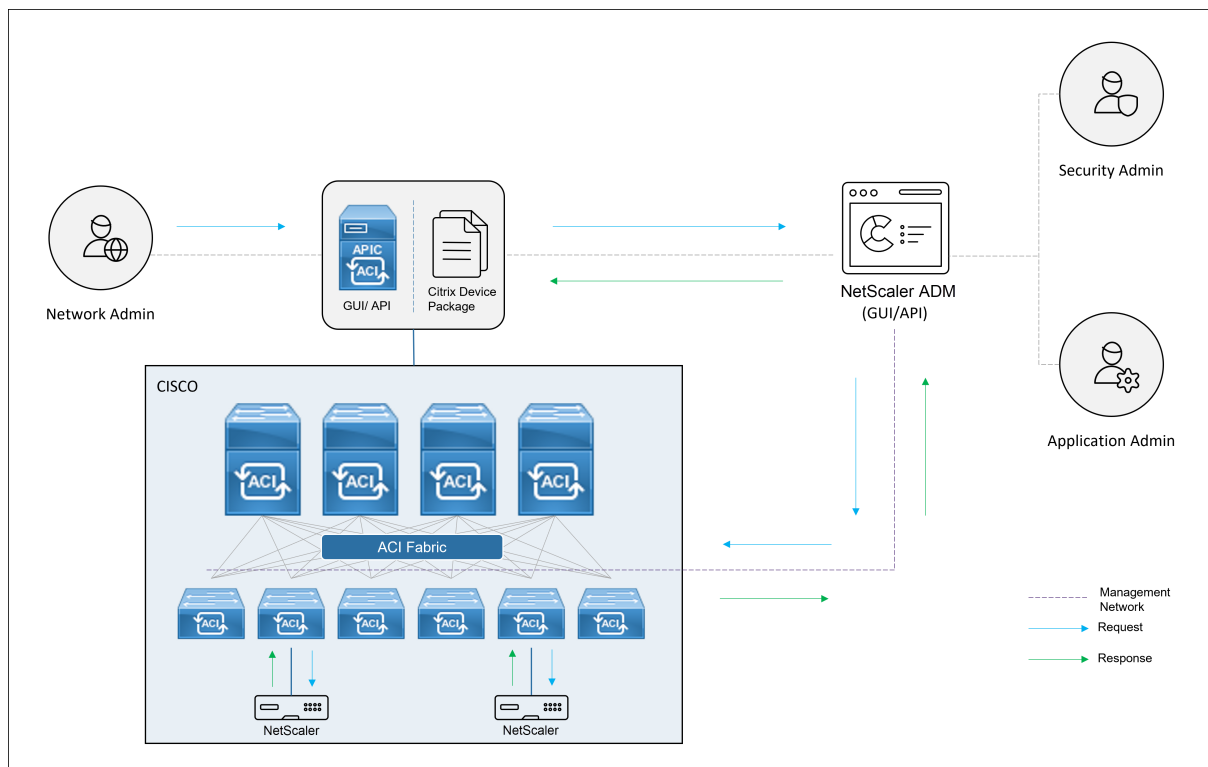 Security Admin
Network Admin
APIC
ACI
GUI/ API
Citrix Device
Package
NetScaler ADM
(GUI/API)
Application Admin
CISCO
ACI
ACI
ACI
ACI
ACI Fabric
ACI
ACI
ACI
ACI
ACI
ACI
NetScaler
NetScaler
Management
Network
Request
Response